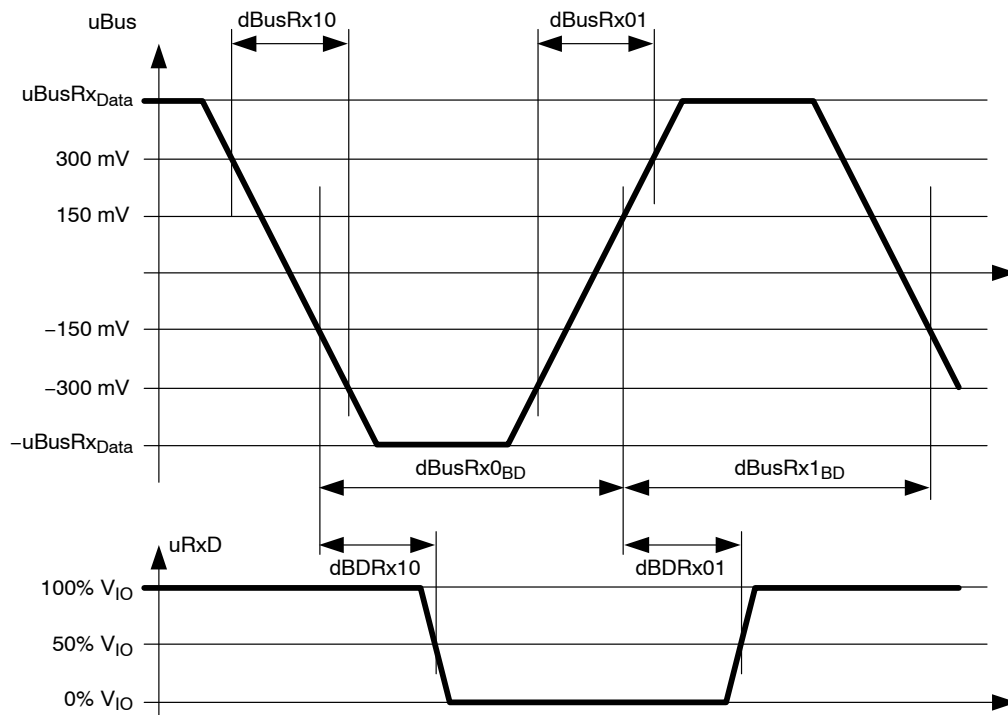 uBus
dBusRx10
dBusRx01
uBusRxData
300 mV
150 mV
−150 mV
−300 mV
−uBusRxData
dBusRx0BD
dBusRx1BD
uRxD
dBDRx10
dBDRx01
100% VIO
50% VIO
0% VIO